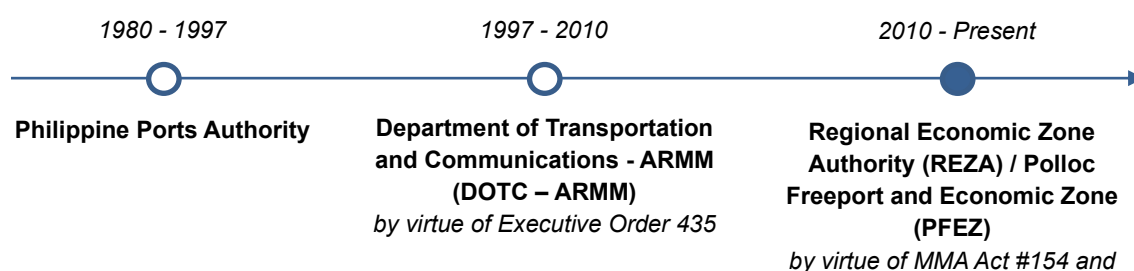 1980 - 1997
1997 - 2010
2010 - Present
Philippine Ports Authority
Department of Transportation
and Communications - ARMM
(DOTC – ARMM)
by virtue of Executive Order 435
Regional Economic Zone
Authority (REZA) / Polloc
Freeport and Economic Zone
(PFEZ)
by virtue of MMA Act #154 and